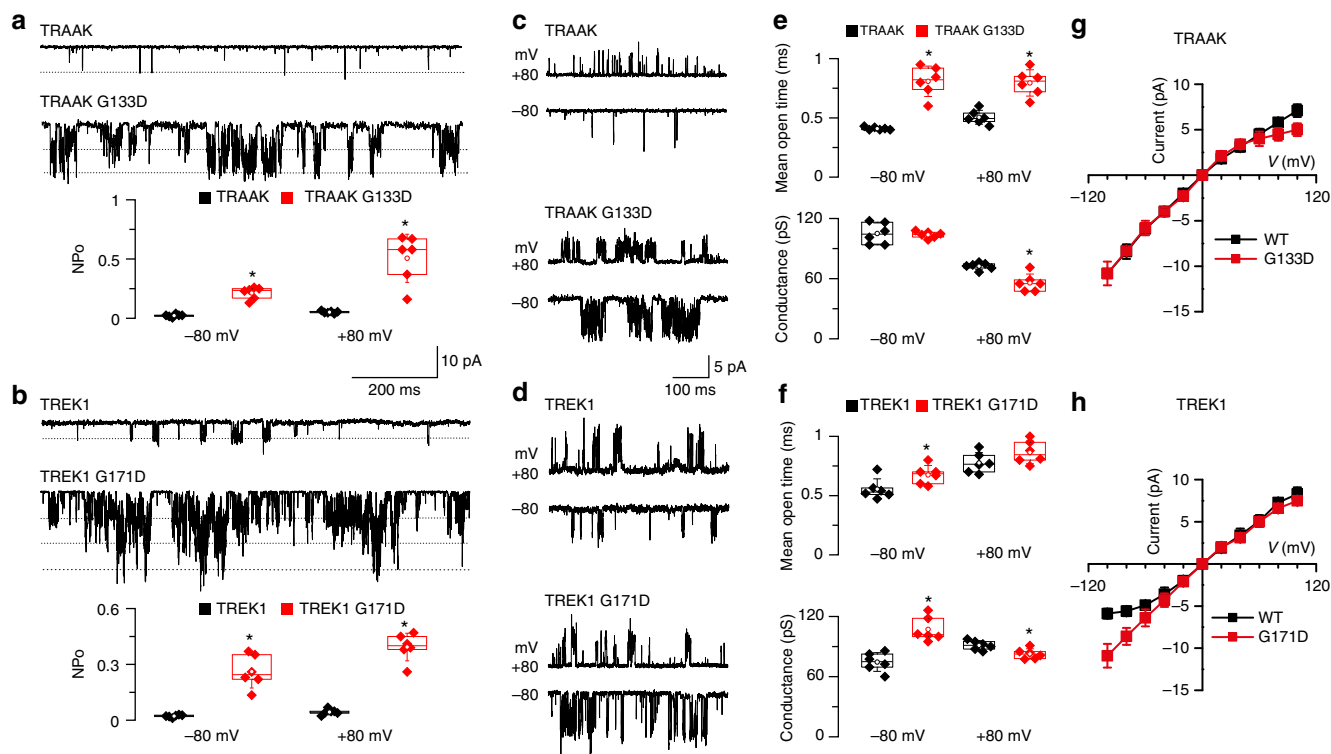 a
TRAAK
TRAAK G133D
TRAAK TRAAK G133D
1
0.5
0
NPo
*
*
–80 mV +80 mV
10 pA
200 ms
b
TREK1
TREK1 G171D
TREK1 TREK1 G171D
0.6
0.3
0
NPo
*
*
–80 mV +80 mV
c
TRAAK
mV
+80
–80
TRAAK G133D
mV
+80
–80
5 pA
100 ms
d
TREK1
mV
+80
–80
TREK1 G171D
mV
+80
–80
e
TRAAK TRAAK G133D
1
0.5
0
Mean open time (ms)
*
*
–80 mV +80 mV
120
60
0
Conductance (pS)
*
–80 mV +80 mV
f
TREK1 TREK1 G171D
1
0.5
0
Mean open time (ms)
*
–80 mV +80 mV
120
60
0
Conductance (pS)
*
*
–80 mV +80 mV
g
TRAAK
Current (pA)
10
5
V (mV)
–120 120
–5
–10
–15
WT
G133D
h
TREK1
Current (pA)
10
5
V (mV)
–120 120
–5
–10
–15
WT
G171D